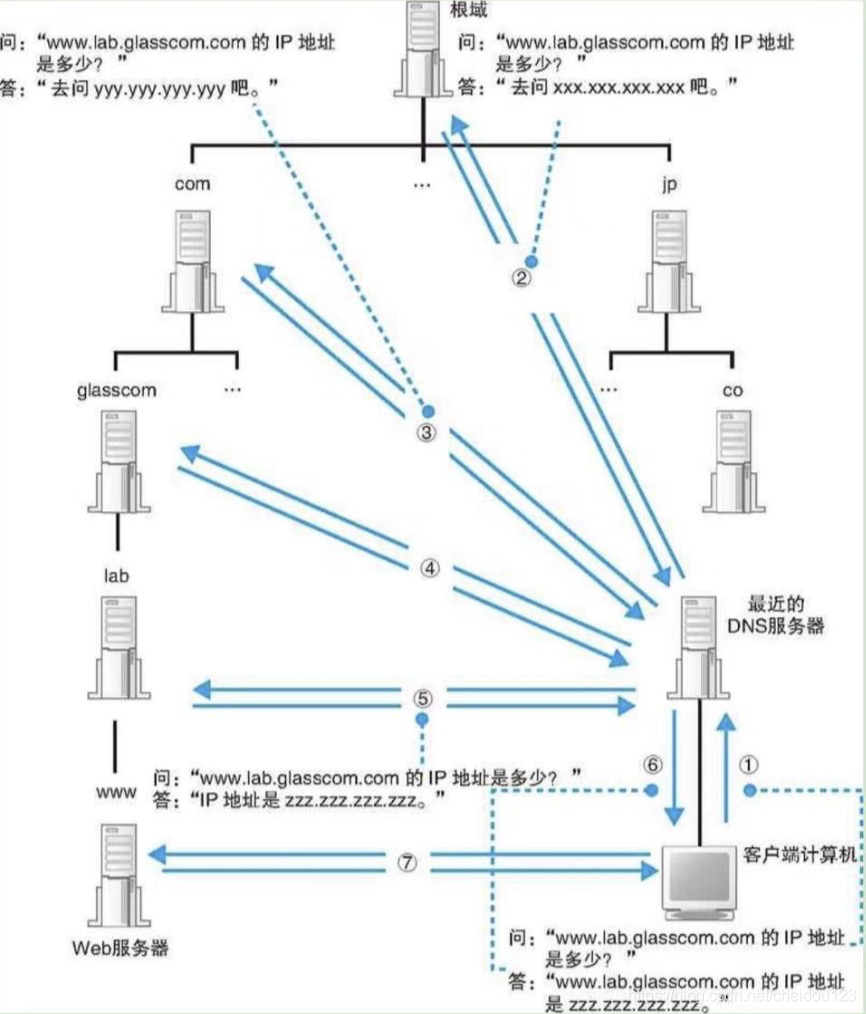 根域
问：“www.lab.glasscom.com 的 IP 地址
是多少？ ”
答：“ 去问 yyy.yyy.yyy.yyy 吧。”
问：“www.lab.glasscom.com 的 IP 地址
是多少？ ”
答：“ 去问 xxx.xxx.xxx.xxx 吧。”
com
...
jp
②
glasscom
...
...
co
③
④
lab
最近的
DNS服务器
⑤
⑥
①
问：“www.lab.glasscom.com 的 IP 地址是多少？ ”
答：“IP 地址是 zzz.zzz.zzz.zzz。”
www
⑦
客户端计算机
Web服务器
问：“www.lab.glasscom.com 的 IP 地址
是多少？ ”
答：“www.lab.glasscom.com 的 IP 地址
是 zzz.zzz.zzz.zzz。”
https://blog.csdn.net/cheidou123